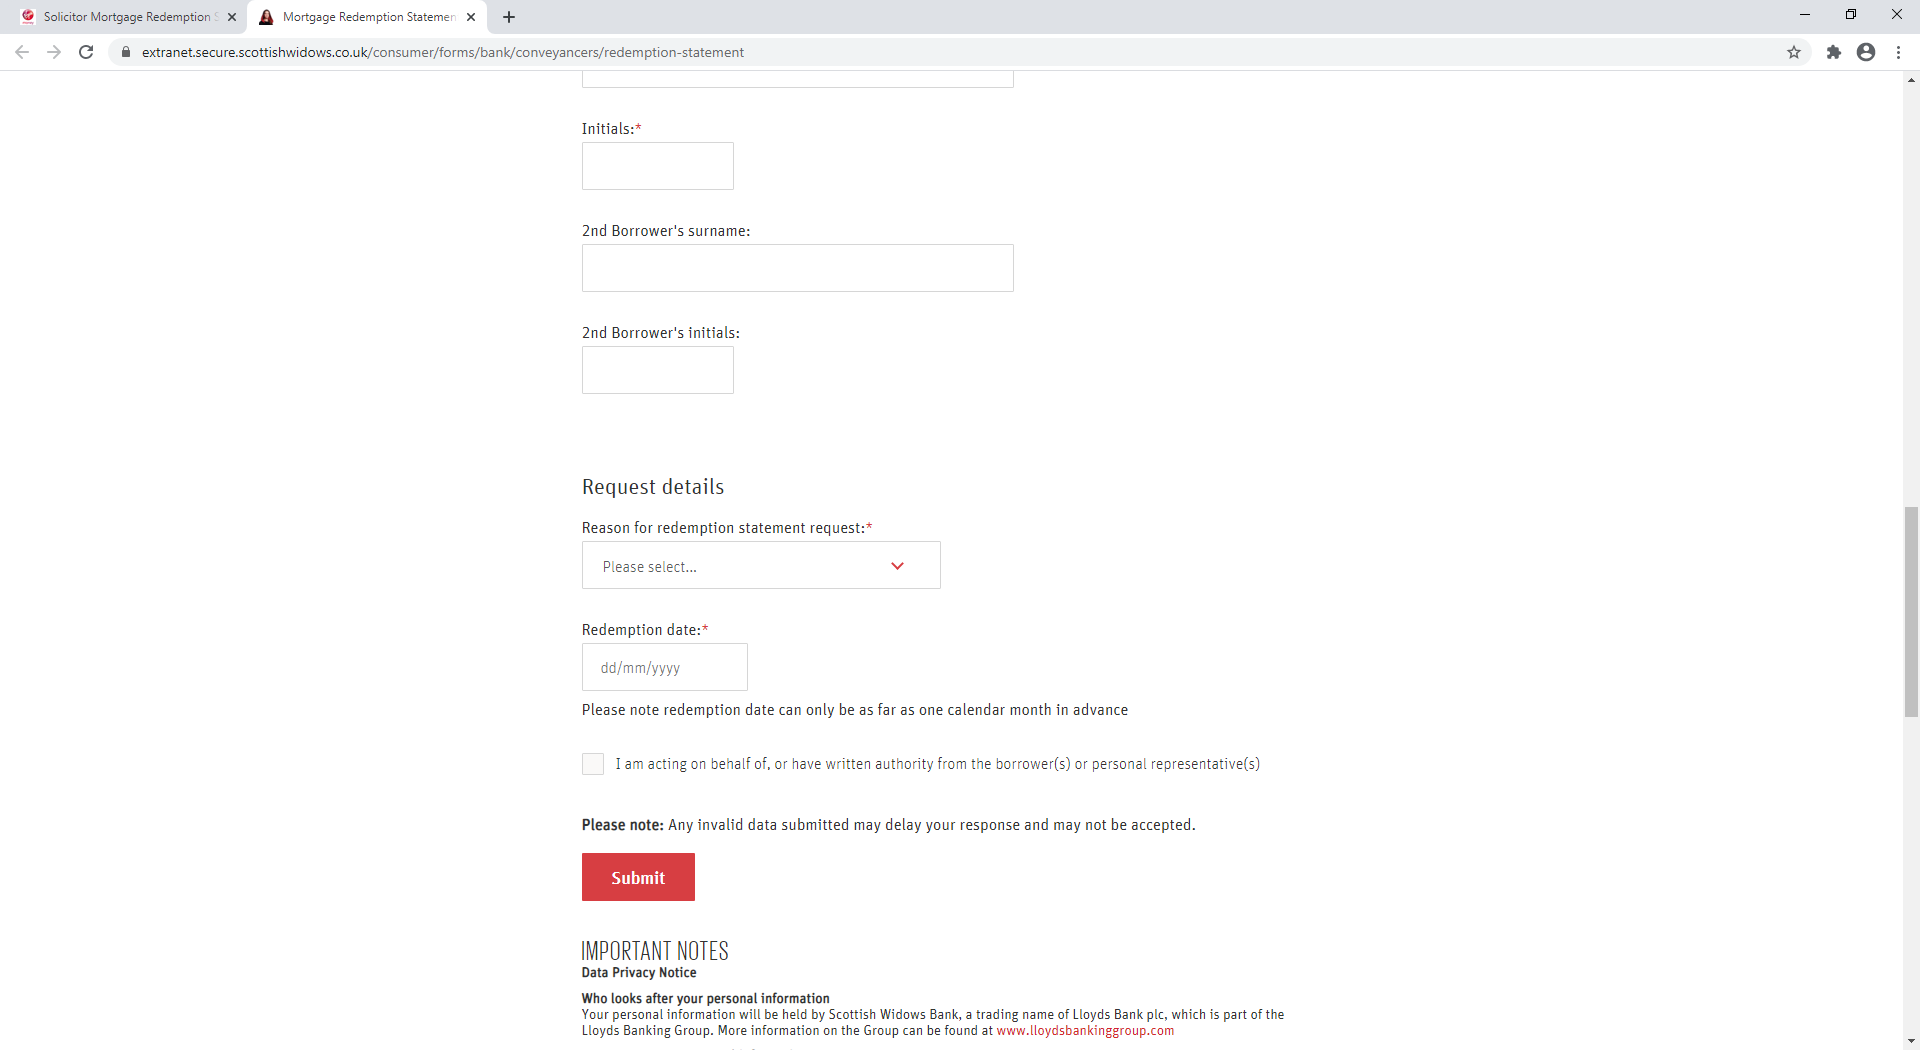 Solicitor Mortgage Redemption S
Mortgage Redemption Statemen
extranet.secure.scottishwidows.co.uk/consumer/forms/bank/conveyancers/redemption-statement
Initials:*
2nd Borrower's surname:
2nd Borrower's initials:
Request details
Reason for redemption statement request:*
Please select...
Redemption date:*
dd/mm/yyyy
Please note redemption date can only be as far as one calendar month in advance
I am acting on behalf of, or have written authority from the borrower(s) or personal representative(s)
Please note: Any invalid data submitted may delay your response and may not be accepted.
Submit
IMPORTANT NOTES
Data Privacy Notice
Who looks after your personal information
Your personal information will be held by Scottish Widows Bank, a trading name of Lloyds Bank plc, which is part of the
Lloyds Banking Group. More information on the Group can be found at www.lloydsbankinggroup.com